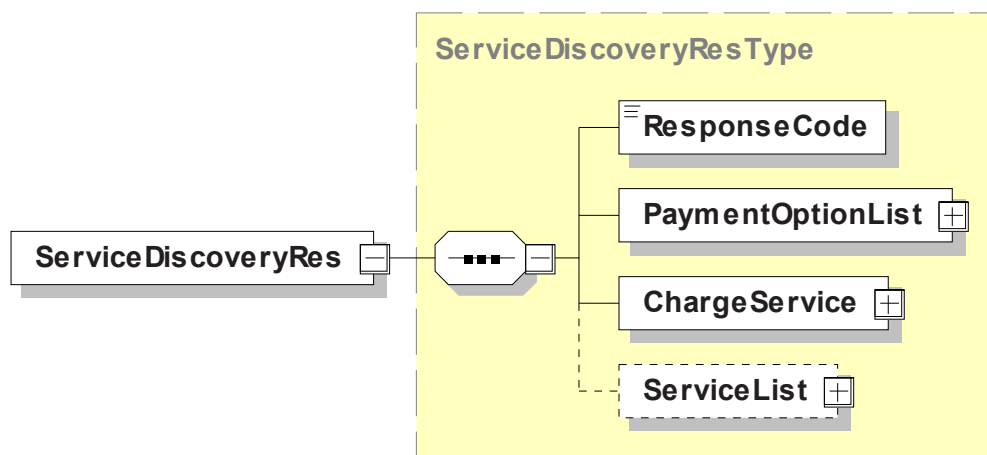 ServiceDiscoveryResType
ResponseCode
PaymentOptionList
ServiceDiscoveryRes
ChargeService
ServiceList